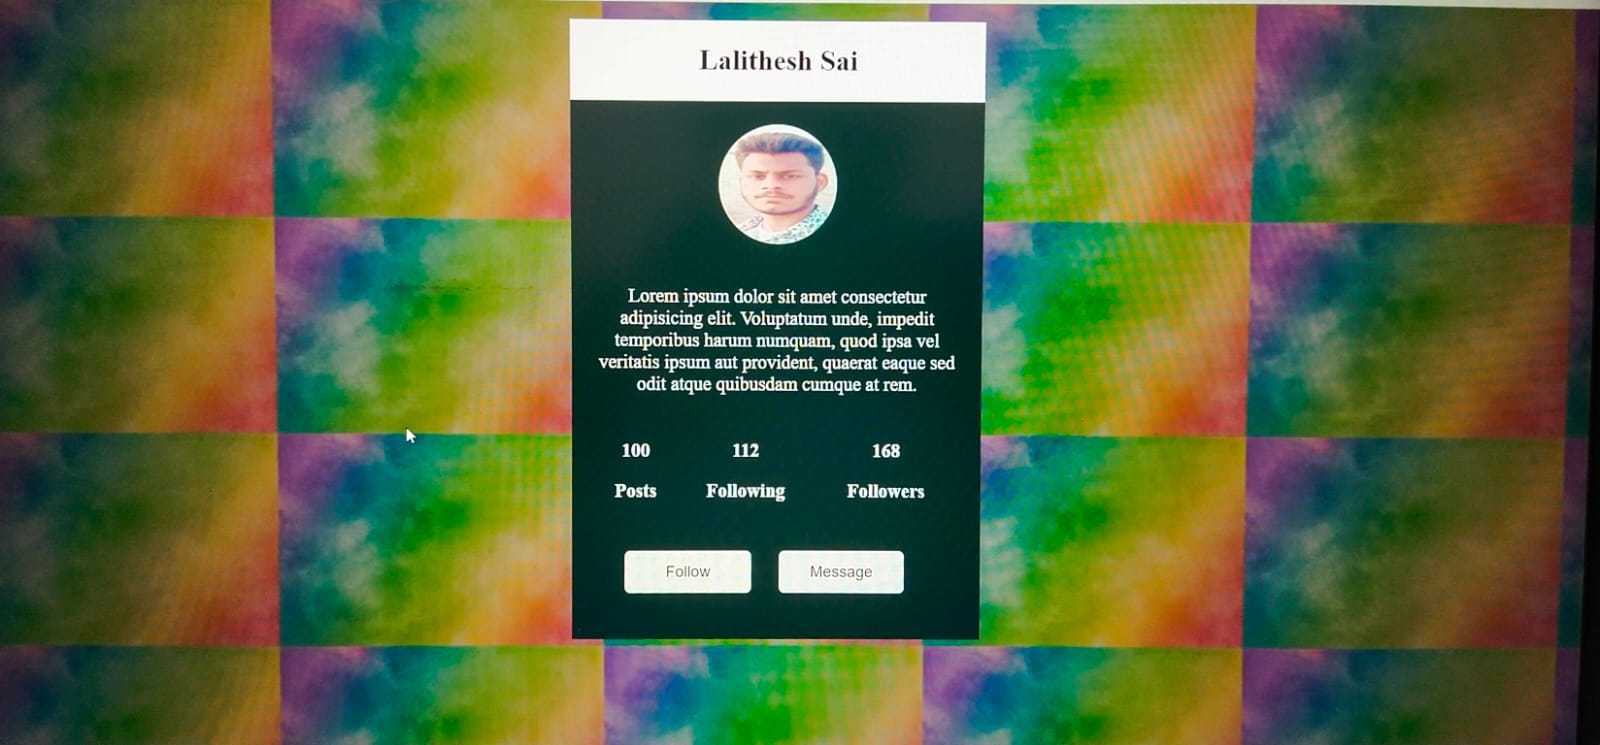 Lalithesh Sai
Lorem ipsum dolor sit amet consectetur
adipisicing elit. Voluptatum unde, impedit
temporibus harum numquam, quod ipsa vel
veritatis ipsum aut provident, quaerat eaque sed
odit atque quibusdam cumque at rem.
100 112 168
Posts Following Followers
Follow Message